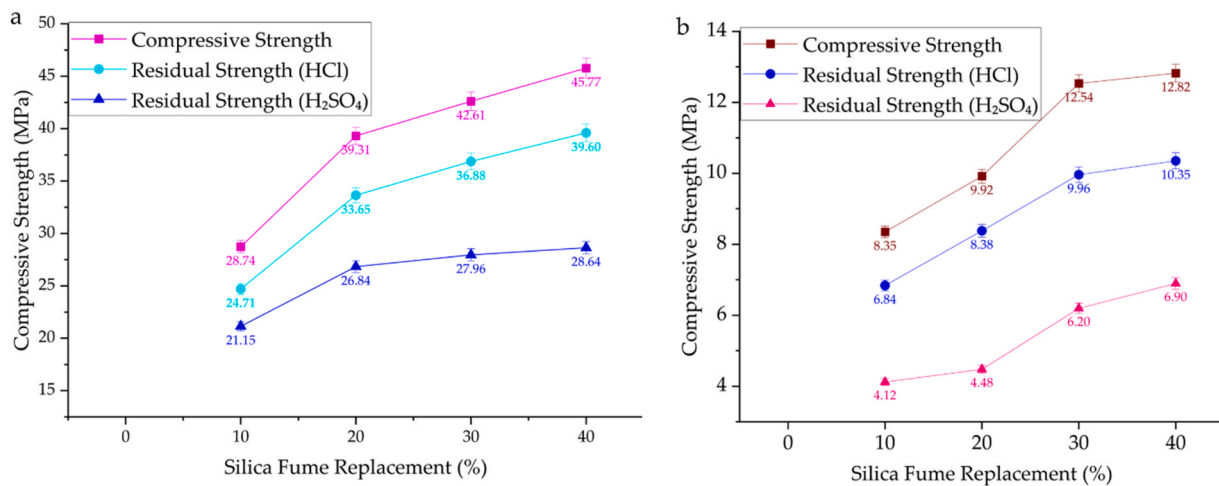 a
50
45
40
35
30
25
20
15
Compressive Strength (MPa)
Compressive Strength
Residual Strength (HCl)
Residual Strength (H₂SO₄)
28.74
39.31
42.61
45.77
24.71
33.65
36.88
39.60
21.15
26.84
27.96
28.64
0 10 20 30 40
Silica Fume Replacement (%)
b
14
12
10
8
6
4
Compressive Strength (MPa)
Compressive Strength
Residual Strength (HCl)
Residual Strength (H₂SO₄)
8.35
9.92
12.54
12.82
6.84
8.38
9.96
10.35
4.12
4.48
6.20
6.90
0 10 20 30 40
Silica Fume Replacement (%)